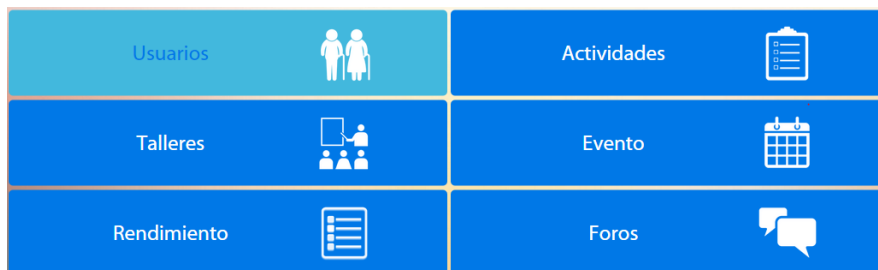 Usuarios
Actividades
Talleres
Evento
Rendimiento
Foros